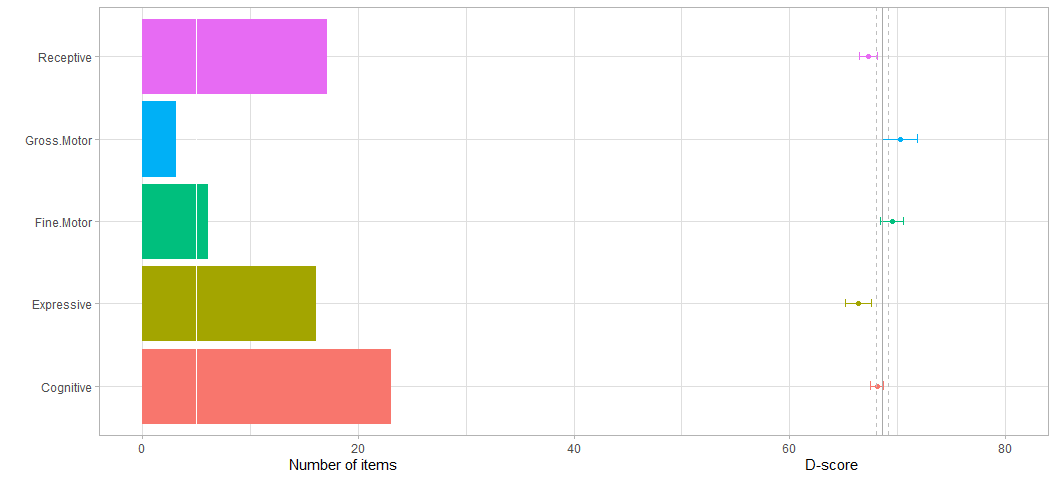 Receptive
Gross.Motor
Fine.Motor
Expressive
Cognitive
0 20 40 60 80
Number of items D-score